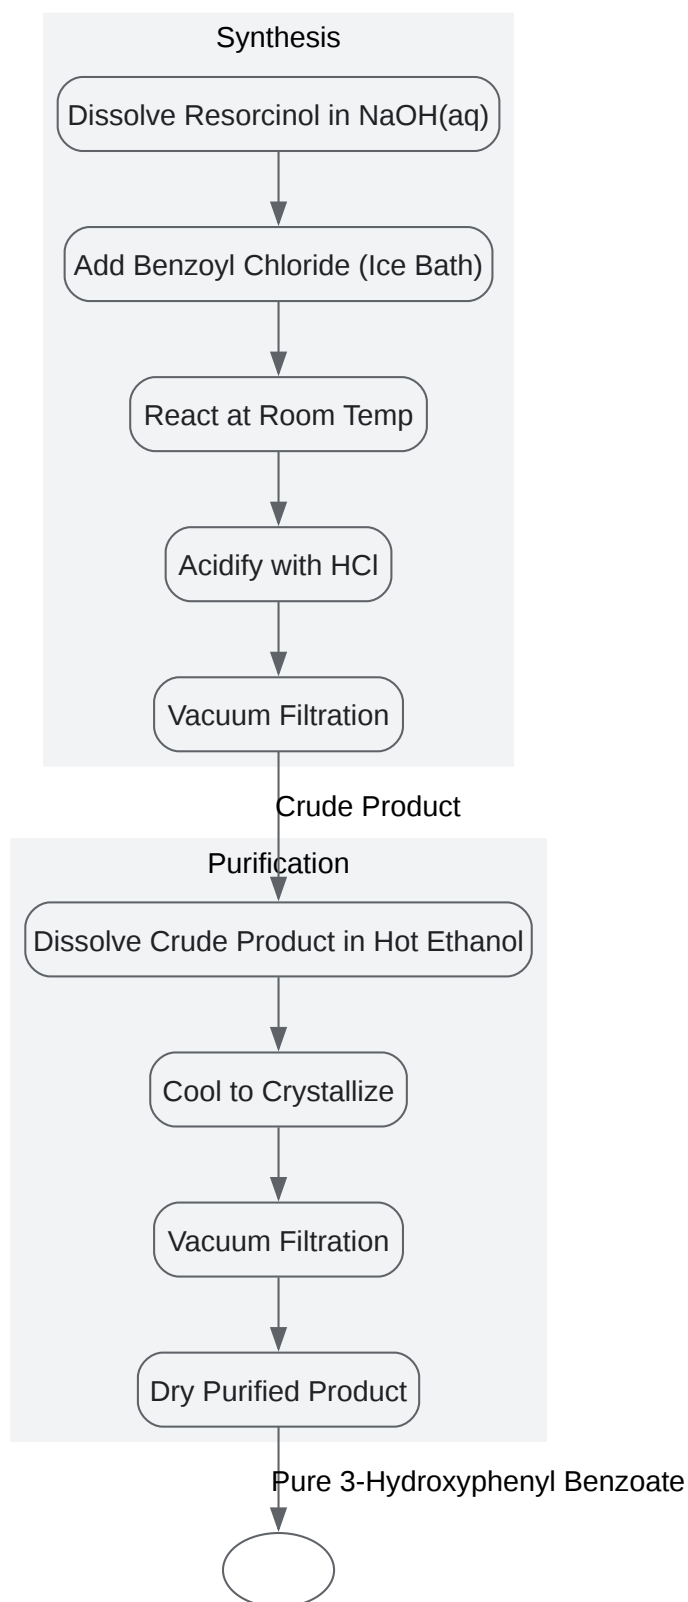 Synthesis
Dissolve Resorcinol in NaOH(aq)
Add Benzoyl Chloride (Ice Bath)
React at Room Temp
Acidify with HCl
Vacuum Filtration
Crude Product
Purification
Dissolve Crude Product in Hot Ethanol
Cool to Crystallize
Vacuum Filtration
Dry Purified Product
Pure 3-Hydroxyphenyl Benzoate